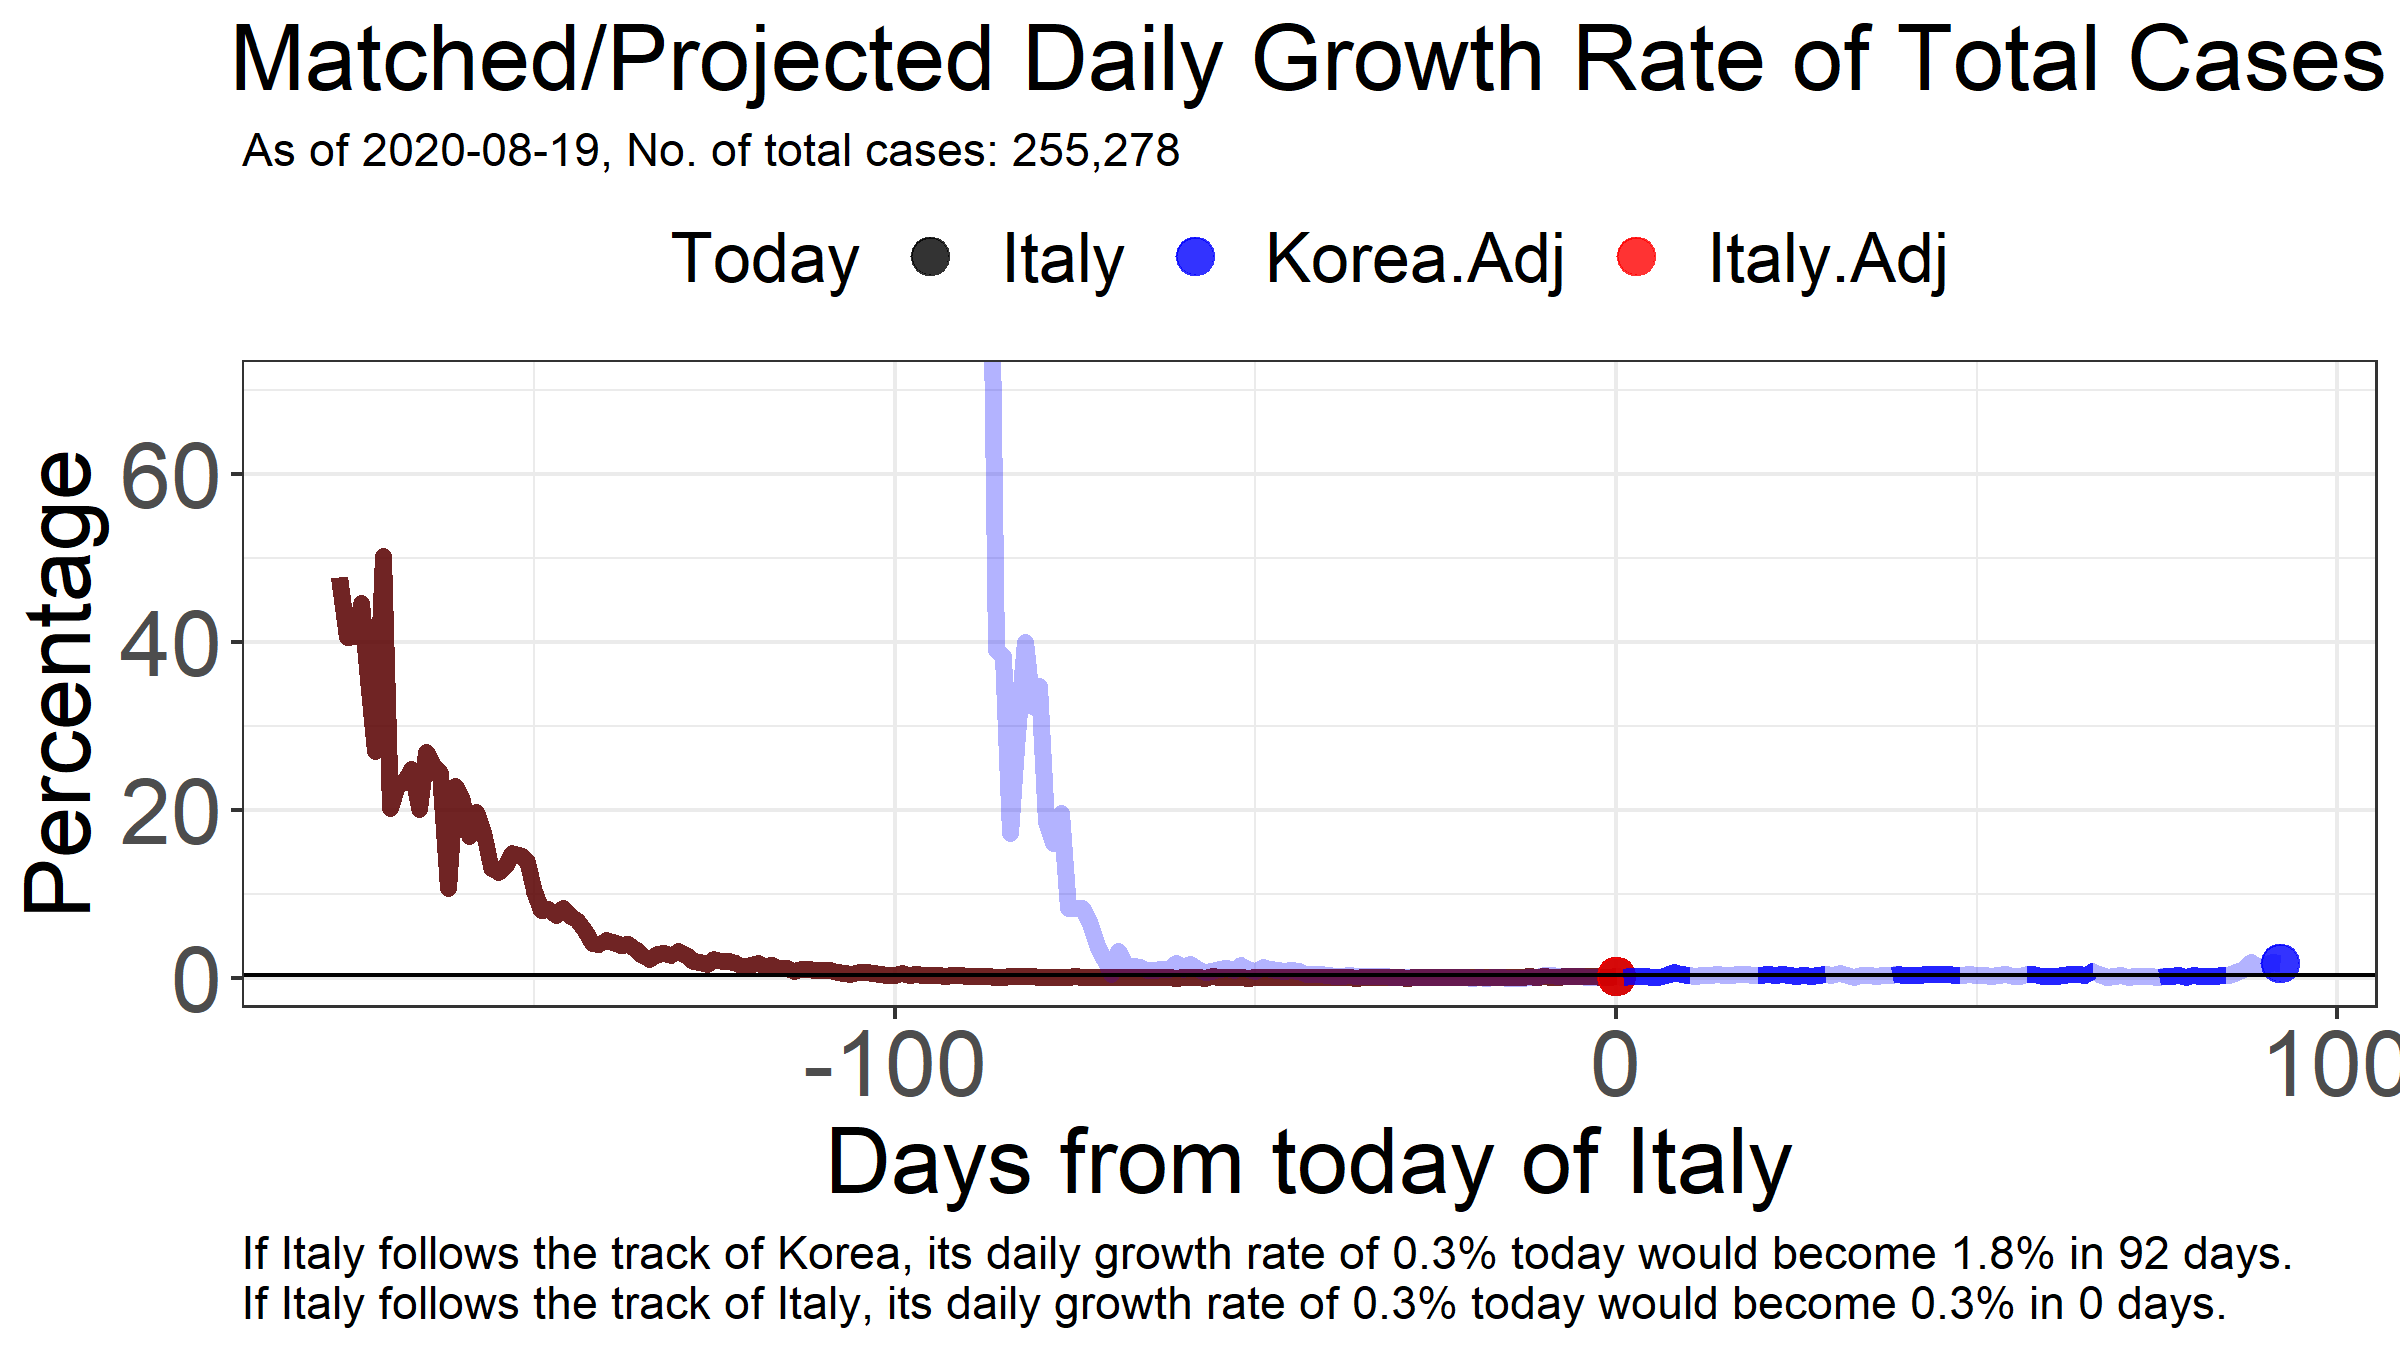 Matched/Projected Daily Growth Rate of Total Cases
As of 2020-08-19, No. of total cases: 255,278
Today Italy Korea.Adj Italy.Adj
Percentage
60
40
20
0
-100 0 100
Days from today of Italy
If Italy follows the track of Korea, its daily growth rate of 0.3% today would become 1.8% in 92 days.
If Italy follows the track of Italy, its daily growth rate of 0.3% today would become 0.3% in 0 days.